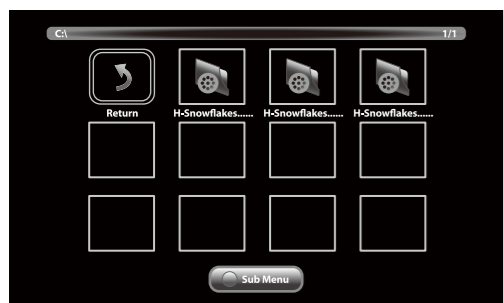 C:\ 1/1
Return H-Snowflakes...... H-Snowflakes...... H-Snowflakes......
Sub Menu